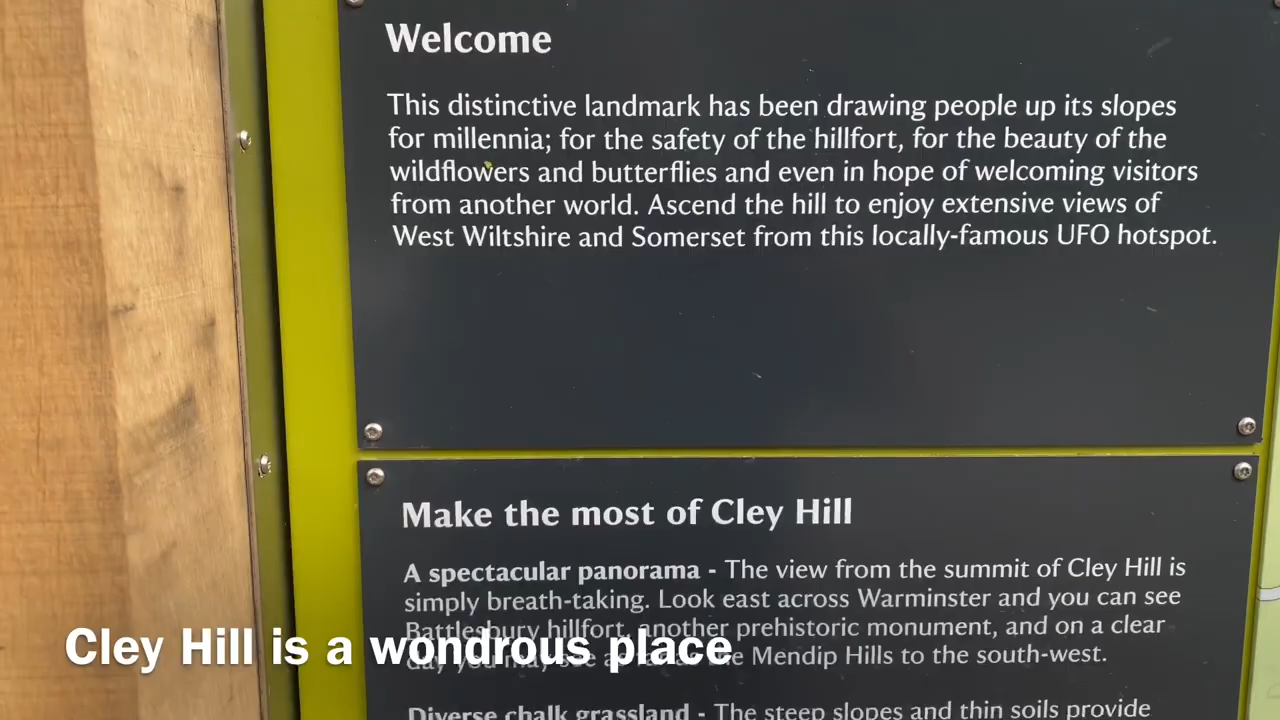 Welcome
This distinctive landmark has been drawing people up its slopes
for millennia; for the safety of the hillfort, for the beauty of the
wildflowers and butterflies and even in hope of welcoming visitors
from another world. Ascend the hill to enjoy extensive views of
West Wiltshire and Somerset from this locally-famous UFO hotspot.
Make the most of Cley Hill
A spectacular panorama - The view from the summit of Cley Hill is
simply breath-taking. Look east across Warminster and you can see
Battlesbury hillfort, another prehistoric monument, and on a clear
day you may see as far as the Mendip Hills to the south-west.
Diverse chalk grassland - The steep slopes and thin soils provide
Cley Hill is a wondrous place